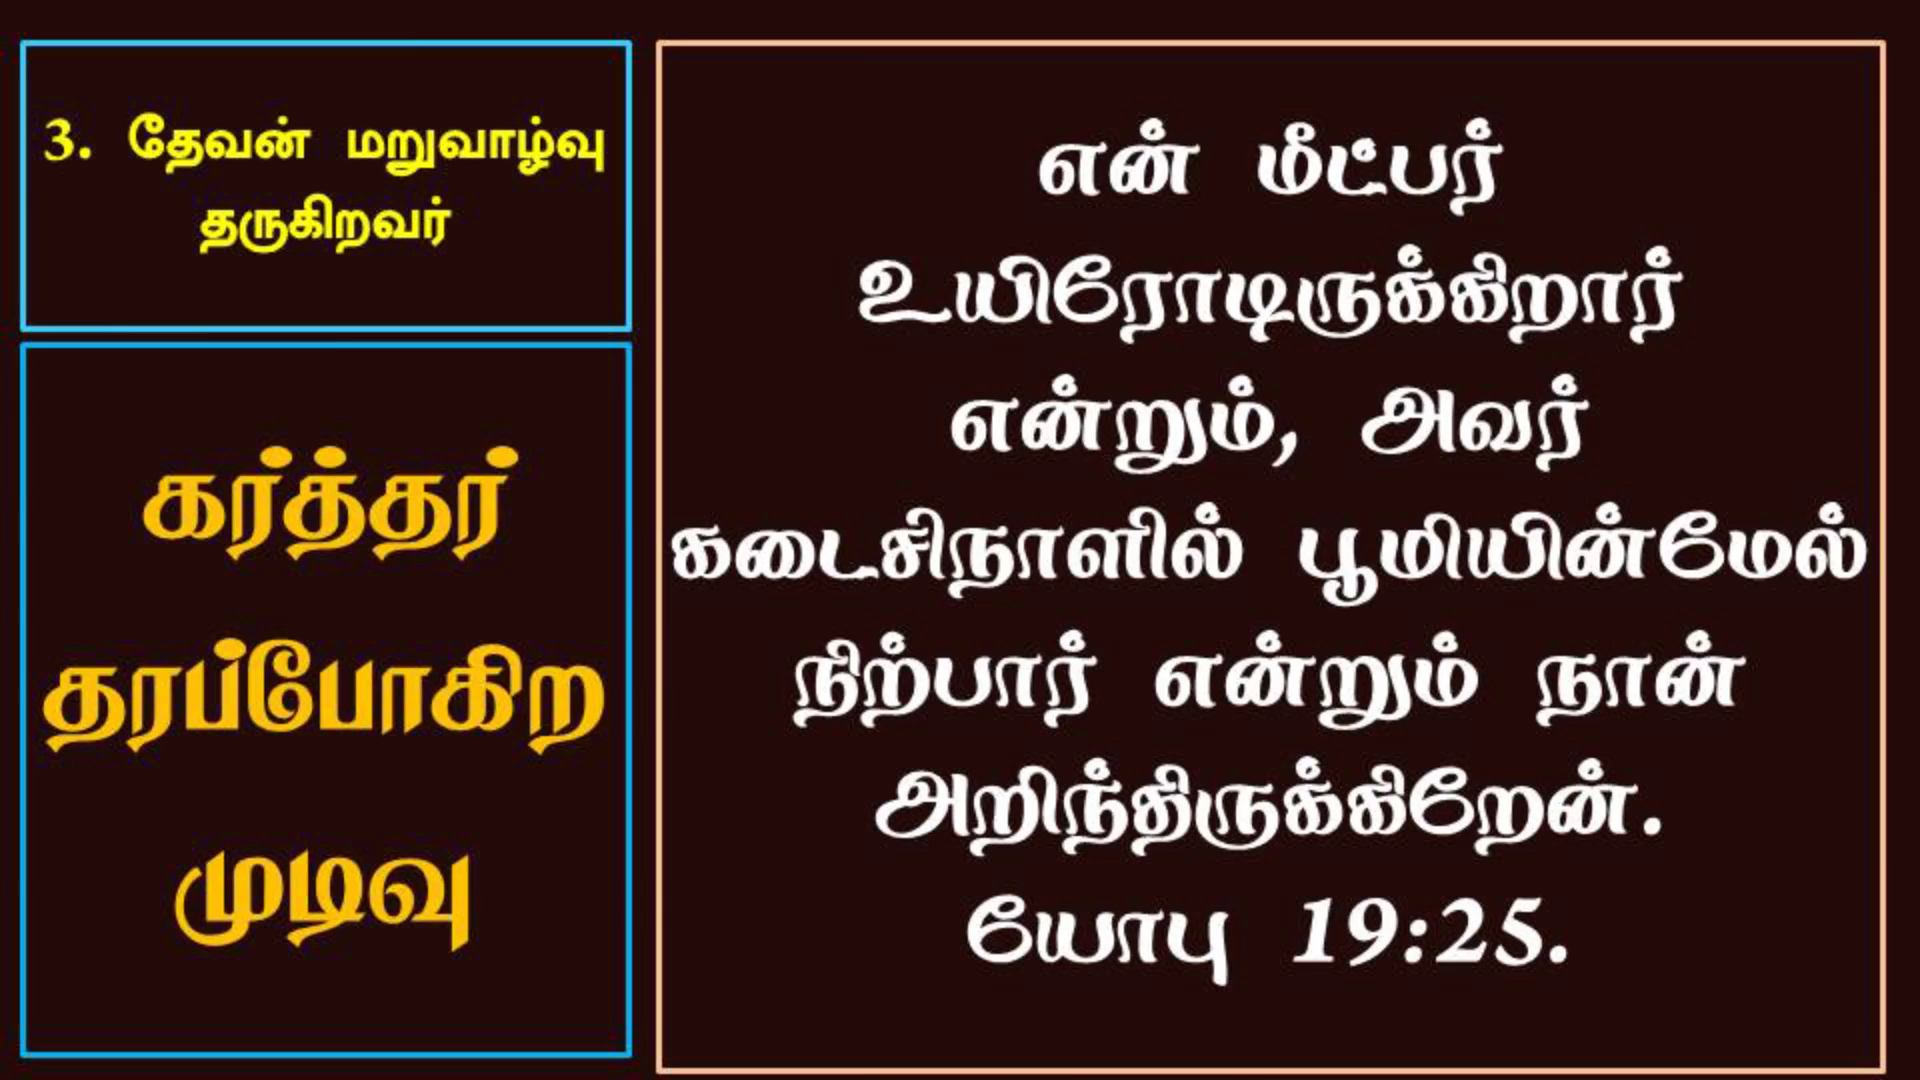 3. தேவன் மறுவாழ்வு
தருகிறவர்
கர்த்தர்
தரப்போகிற
முடிவு
என் மீட்பர்
உயிரோடிருக்கிறார்
என்றும், அவர்
கடைசிநாளில் பூமியின்மேல்
நிற்பார் என்றும் நான்
அறிந்திருக்கிறேன்.
யோபு 19:25.